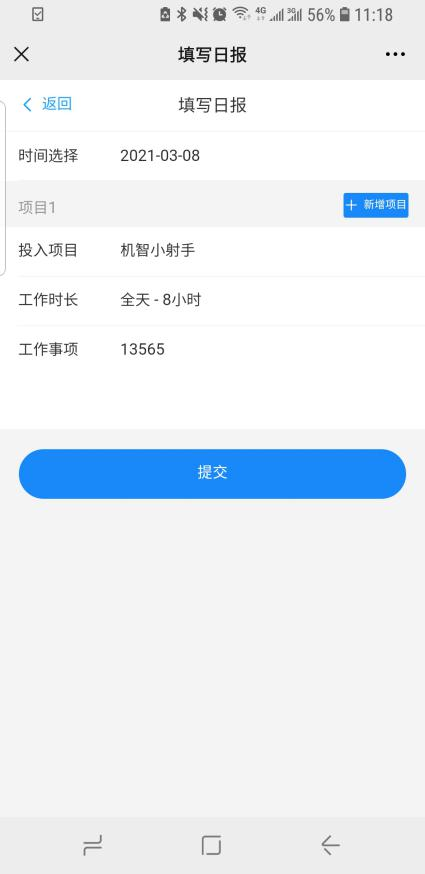 4G 3G 56% 11:18
填写日报
返回 填写日报
时间选择 2021-03-08
项目1 新增项目
投入项目 机智小射手
工作时长 全天 - 8小时
工作事项 13565
提交